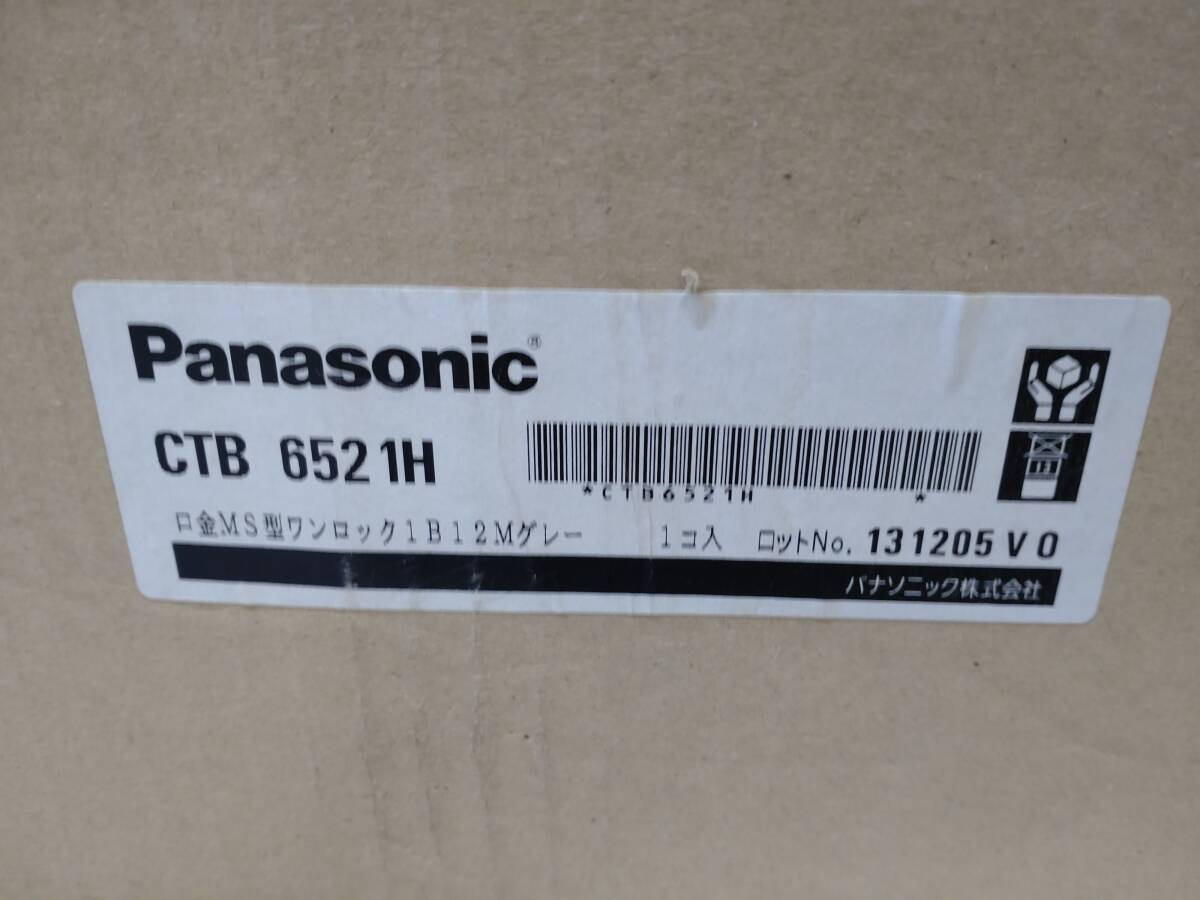 Panasonic®
CTB 6521H
*CTB6521H *
口金MS型ワンロック1B12Mグレー 1コ入 ロットNo. 131205V0
パナソニック株式会社